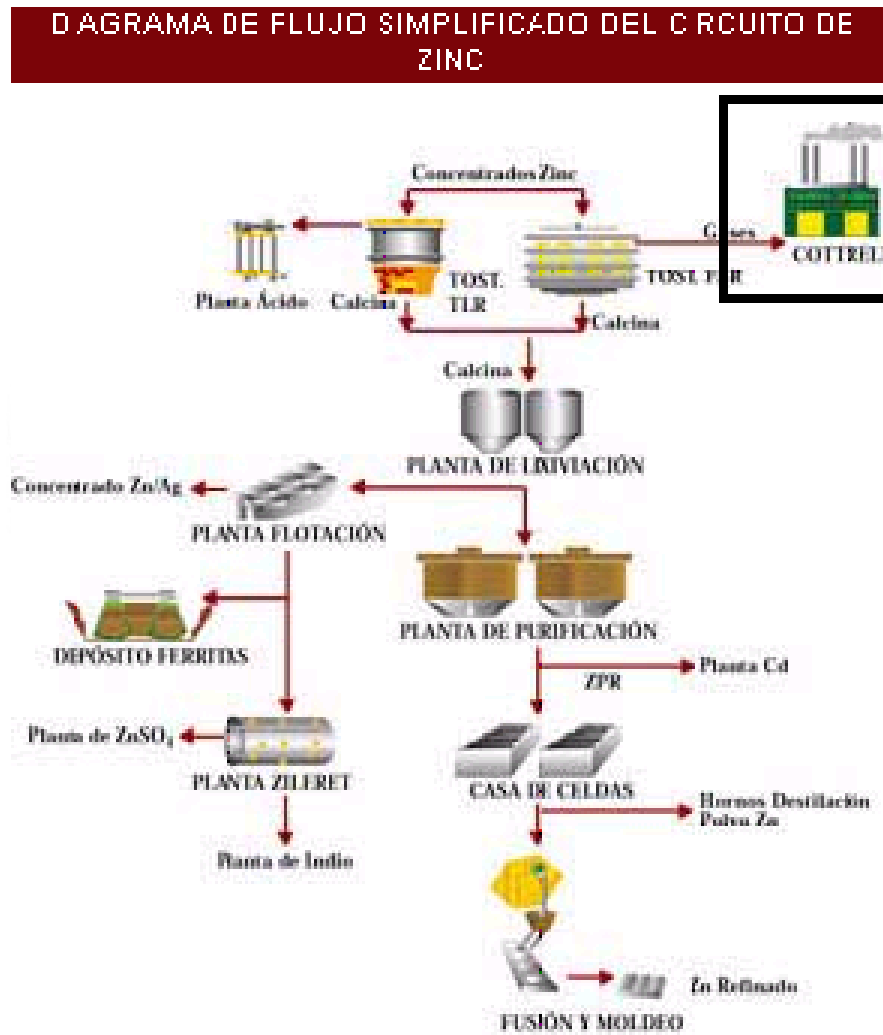 D AGRAMA DE FLUJO SIMPLIFICADO DEL C RCUITO DE
ZINC
Concentrados Zinc
Gases
COTTRELL
TOST.
TLR
TOST. FBR
Planta Ácido
Calcina
Calcina
Calcina
PLANTA DE LIXIVIACIÓN
Concentrado Zn/Ag
PLANTA FLOTACIÓN
PLANTA DE PURIFICACIÓN
DEPÓSITO FERRITAS
Planta Cd
ZPR
Planta de ZnSO4
PLANTA ZILERET
CASA DE CELDAS
Hornos Destilación
Polvo Zn
Planta de Indio
Zn Refinado
FUSIÓN Y MOLDEO